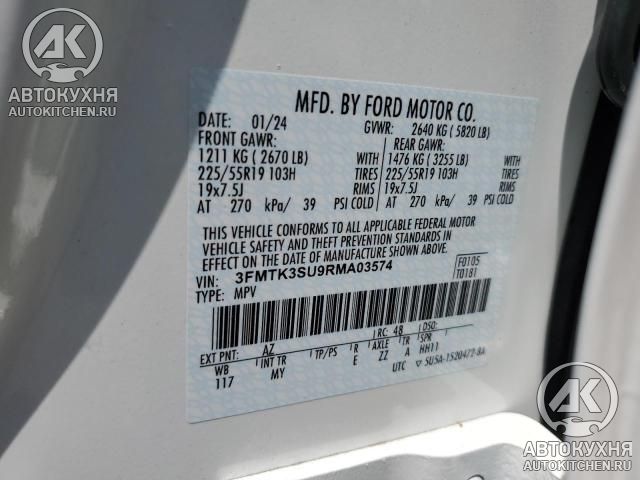 АК
АВТОКУХНЯ
AUTOKITCHEN.RU
MFD. BY FORD MOTOR CO.
DATE: 01/24 GVWR: 2640 KG ( 5820 LB)
FRONT GAWR: REAR GAWR:
1211 KG ( 2670 LB) WITH 1476 KG ( 3255 LB) WITH
225/55R19 103H TIRES 225/55R19 103H TIRES
19x7.5J RIMS 19x7.5J RIMS
AT 270 kPa/ 39 PSI COLD AT 270 kPa/ 39 PSI COLD
THIS VEHICLE CONFORMS TO ALL APPLICABLE FEDERAL MOTOR
VEHICLE SAFETY AND THEFT PREVENTION STANDARDS IN
EFFECT ON THE DATE OF MANUFACTURE SHOWN ABOVE.
VIN: 3FMTK3SU9RMA03574 F0105
TYPE: MPV T0181
EXT PNT: AZ RC: 48 DSO:
WB INT TR TP/PS R AXLE TR SPR
117 MY E ZZ A HH11
UTC ▽ 5U5A-1520472-BA
АК
АВТОКУХНЯ
AUTOKITCHEN.RU